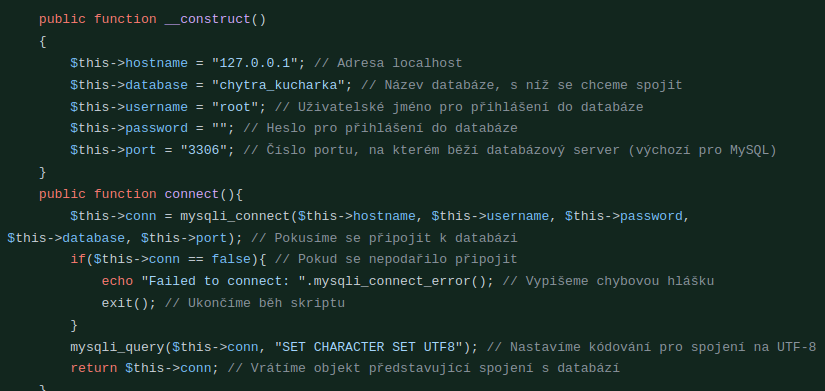 public function __construct()
{
$this->hostname = "127.0.0.1"; // Adresa localhost
$this->database = "chytra_kucharka"; // Název databáze, s níž se chceme spojit
$this->username = "root"; // Uživatelské jméno pro přihlášení do databáze
$this->password = ""; // Heslo pro přihlášení do databáze
$this->port = "3306"; // Číslo portu, na kterém běží databázový server (výchozí pro MySQL)
}
public function connect(){
$this->conn = mysqli_connect($this->hostname, $this->username, $this->password,
$this->database, $this->port); // Pokusíme se připojit k databázi
if($this->conn == false){ // Pokud se nepodařilo připojit
echo "Failed to connect: ".mysqli_connect_error(); // Vypíšeme chybovou hlášku
exit(); // Ukončíme běh skriptu
}
mysqli_query($this->conn, "SET CHARACTER SET UTF8"); // Nastavíme kódování pro spojení na UTF-8
return $this->conn; // Vrátíme objekt představující spojení s databází
}